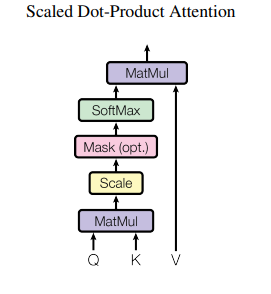 Scaled Dot-Product Attention
MatMul
SoftMax
Mask (opt.)
Scale
MatMul
Q K V